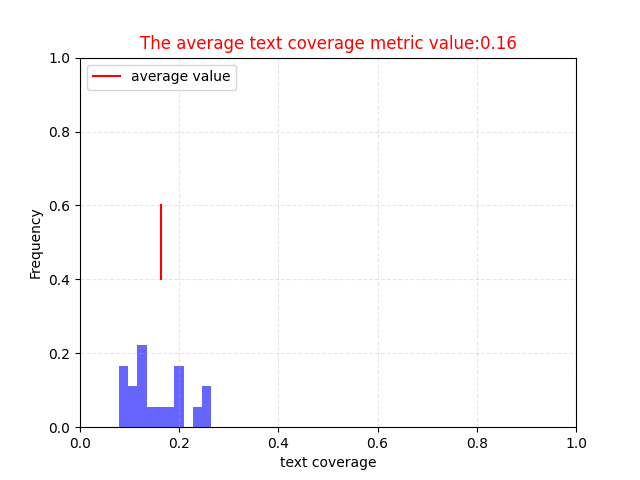 The average text coverage metric value:0.16
average value
Frequency
1.0
0.8
0.6
0.4
0.2
0.0
0.0 0.2 0.4 0.6 0.8 1.0
text coverage